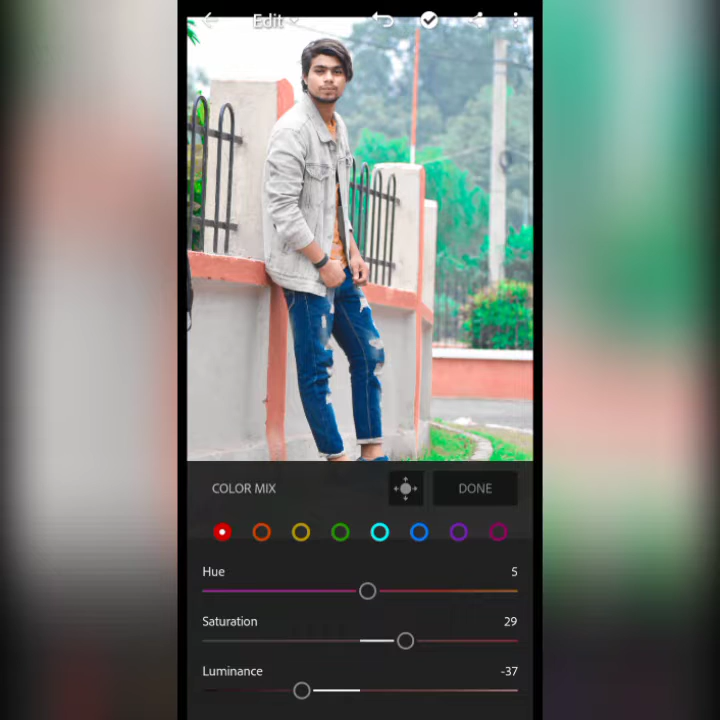 Edit
COLOR MIX
DONE
Hue 5
Saturation 29
Luminance -37